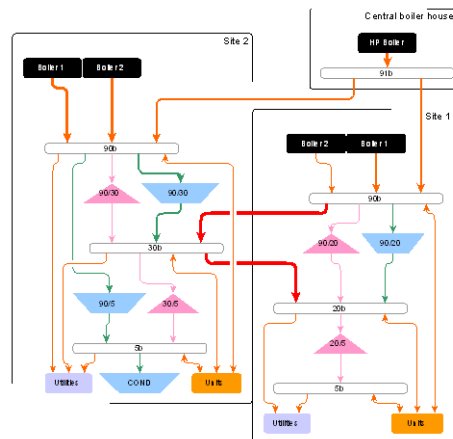 Central boiler house
HP Boiler
91b
Site 2
Boiler 1
Boiler 2
90b
90/30
90/30
30b
90/5
30/5
5b
Utilities
COND
Units
Site 1
Boiler 2
Boiler 1
90b
90/20
90/20
20b
20/5
5b
Utilities
Units